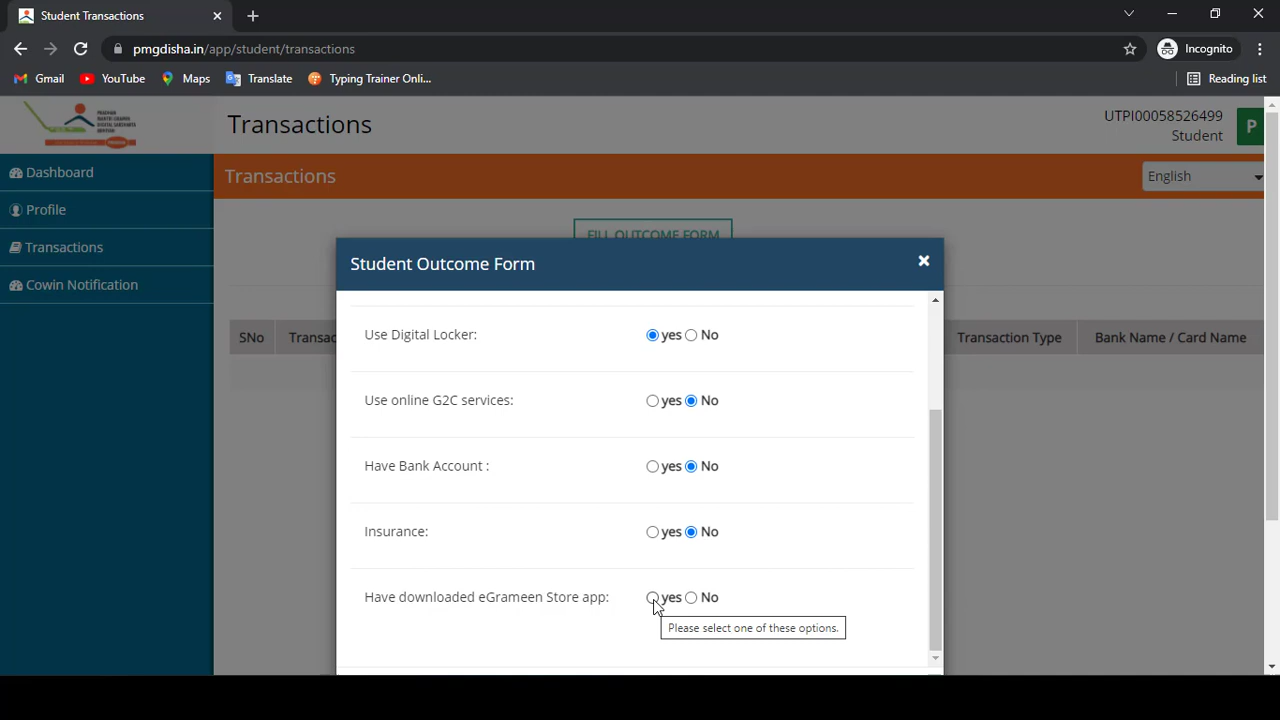 Student Transactions
pmgdisha.in/app/student/transactions
Incognito
Gmail YouTube Maps Translate Typing Trainer Onli... Reading list
Transactions
UTPI00058526499
Student
P
Dashboard
Profile
Transactions
Cowin Notification
Transactions
English
FILL OUTCOME FORM
SNo Transac Transaction Type Bank Name / Card Name
Student Outcome Form
Use Digital Locker: yes No
Use online G2C services: yes No
Have Bank Account : yes No
Insurance: yes No
Have downloaded eGrameen Store app: yes No
Please select one of these options.